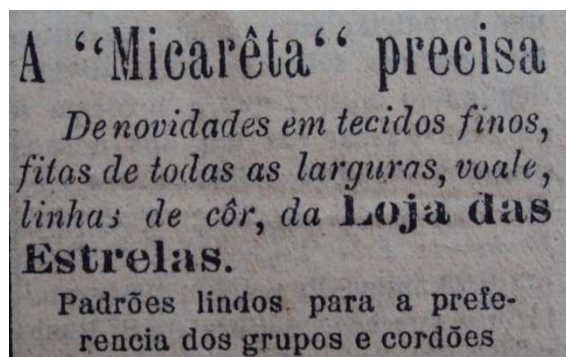 A “Micarêta“ precisa
De novidades em tecidos finos,
fitas de todas as larguras, voale,
linhas de côr, da Loja das
Estrelas.
Padrões lindos para a prefe-
rencia dos grupos e cordões